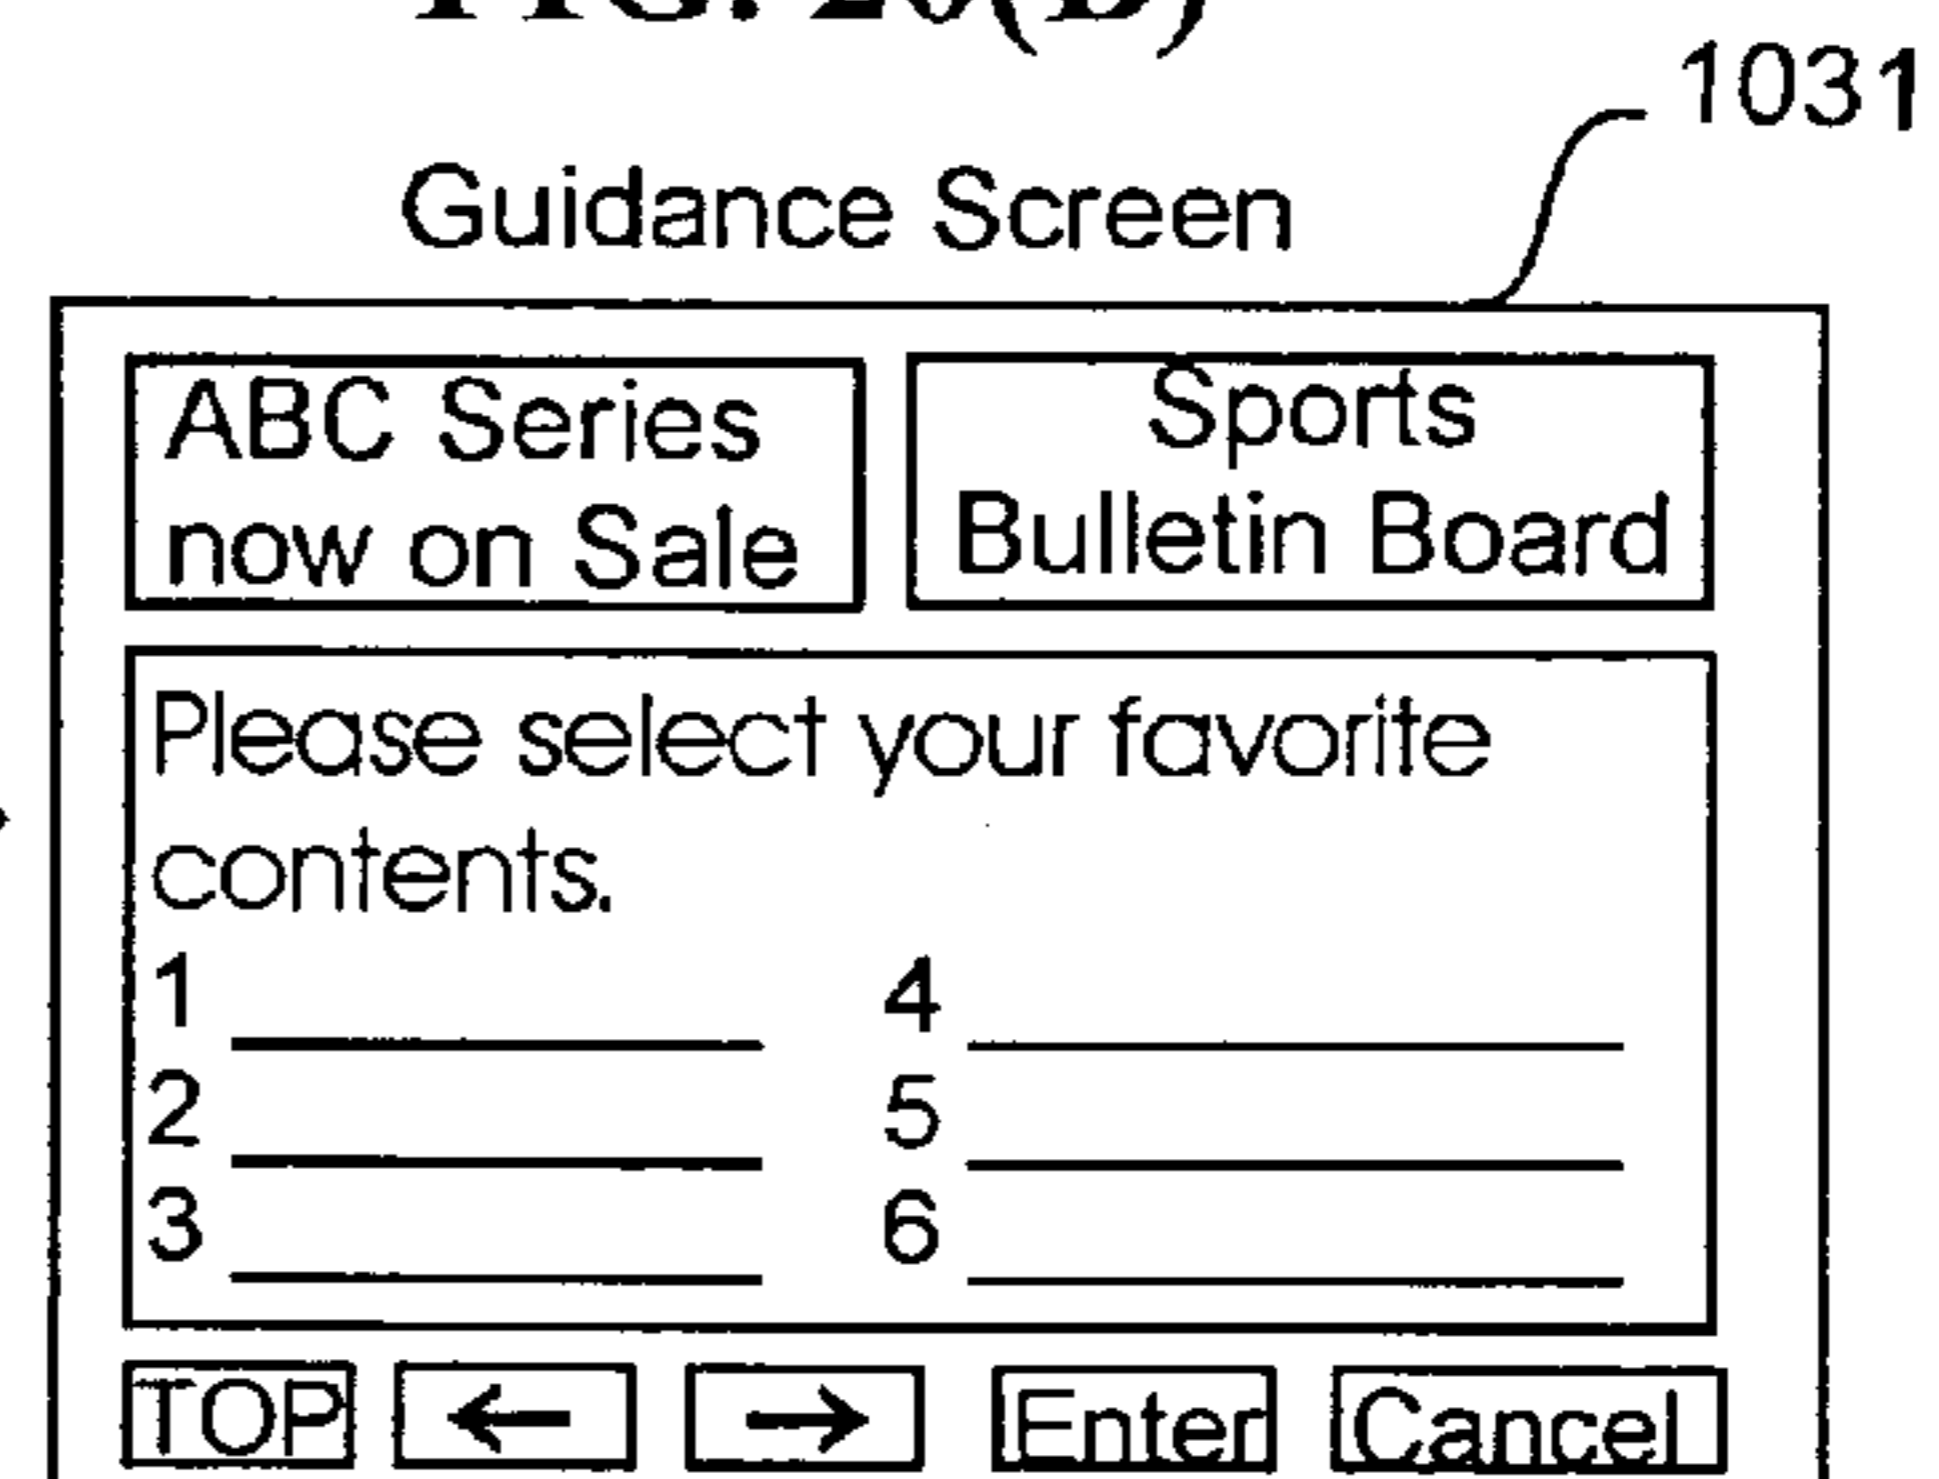 1031
Guidance Screen
ABC Series
now on Sale
Sports
Bulletin Board
Please select your favorite
contents.
1
2
3
4
5
6
TOP
←
→
Enter
Cancel